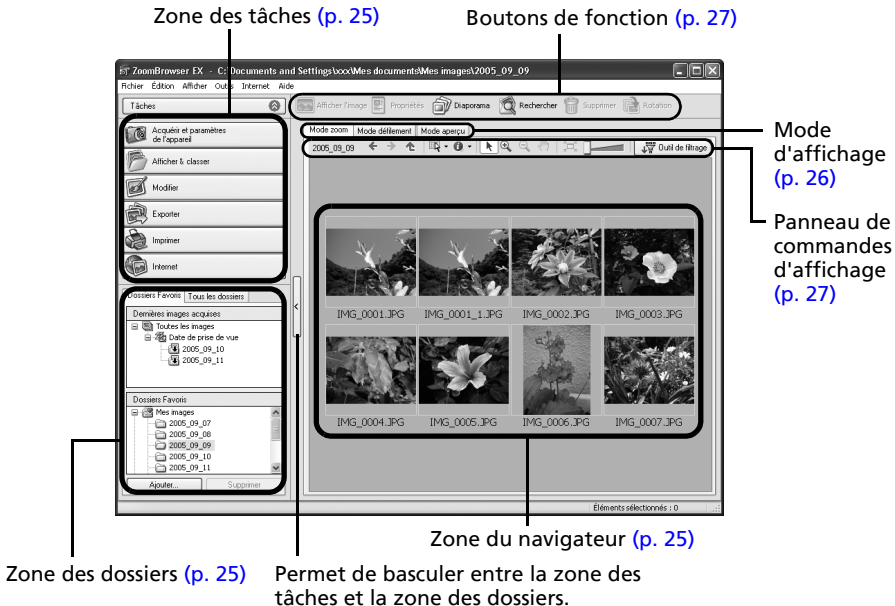 Zone des tâches (p. 25)
Boutons de fonction (p. 27)
ZoomBrowser EX - C:\Documents and Settings\xxx\Mes documents\Mes images\2005_09_09
Fichier Édition Afficher Outils Internet Aide
Tâches
Afficher l'image Propriétés Diaporama Rechercher Supprimer Rotation
Acquérir et paramètres
de l'appareil
Afficher & classer
Modifier
Exporter
Imprimer
Internet
Mode zoom Mode défilement Mode aperçu
2005_09_09 Outil de filtrage
Mode
d'affichage
(p. 26)
Panneau de
commandes
d'affichage
(p. 27)
IMG_0001.JPG IMG_0001_1.JPG IMG_0002.JPG IMG_0003.JPG
IMG_0004.JPG IMG_0005.JPG IMG_0006.JPG IMG_0007.JPG
Dossiers Favoris Tous les dossiers
Dernières images acquises
Toutes les images
Date de prise de vue
2005_09_10
2005_09_11
Dossiers Favoris
Mes images
2005_09_07
2005_09_08
2005_09_09
2005_09_10
2005_09_11
Ajouter... Supprimer
Éléments sélectionnés : 0
Zone du navigateur (p. 25)
Zone des dossiers (p. 25)
Permet de basculer entre la zone des
tâches et la zone des dossiers.